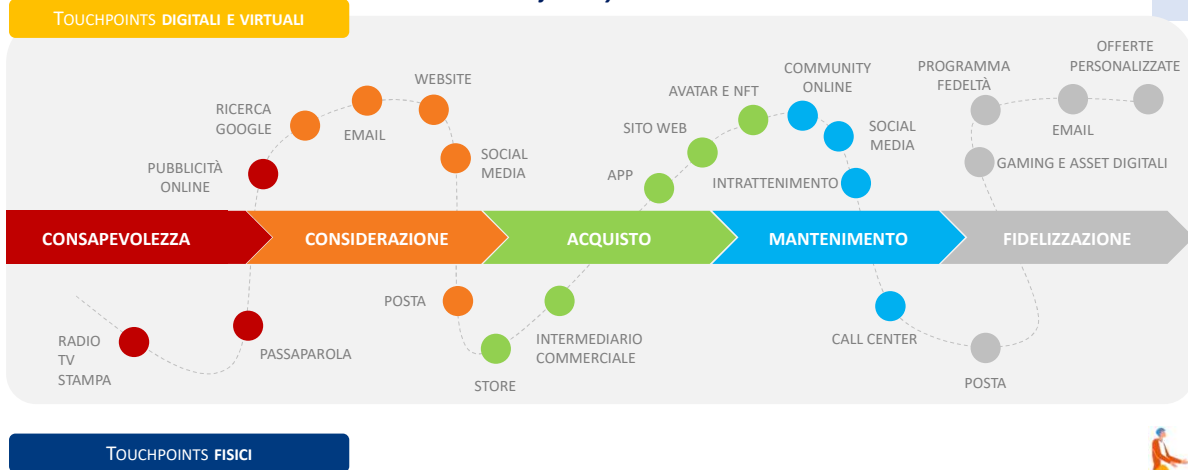 TOUCHPOINTS DIGITALI E VIRTUALI
OFFERTE
PERSONALIZZATE
PROGRAMMA
FEDELTÀ
COMMUNITY
ONLINE
WEBSITE
AVATAR E NFT
RICERCA
GOOGLE
EMAIL
SITO WEB
SOCIAL
MEDIA
EMAIL
PUBBLICITÀ
ONLINE
SOCIAL
MEDIA
APP
INTRATTENIMENTO
GAMING E ASSET DIGITALI
CONSAPEVOLEZZA
CONSIDERAZIONE
ACQUISTO
MANTENIMENTO
FIDELIZZAZIONE
POSTA
RADIO
TV
STAMPA
PASSAPAROLA
INTERMEDIARIO
COMMERCIALE
CALL CENTER
STORE
POSTA
TOUCHPOINTS FISICI